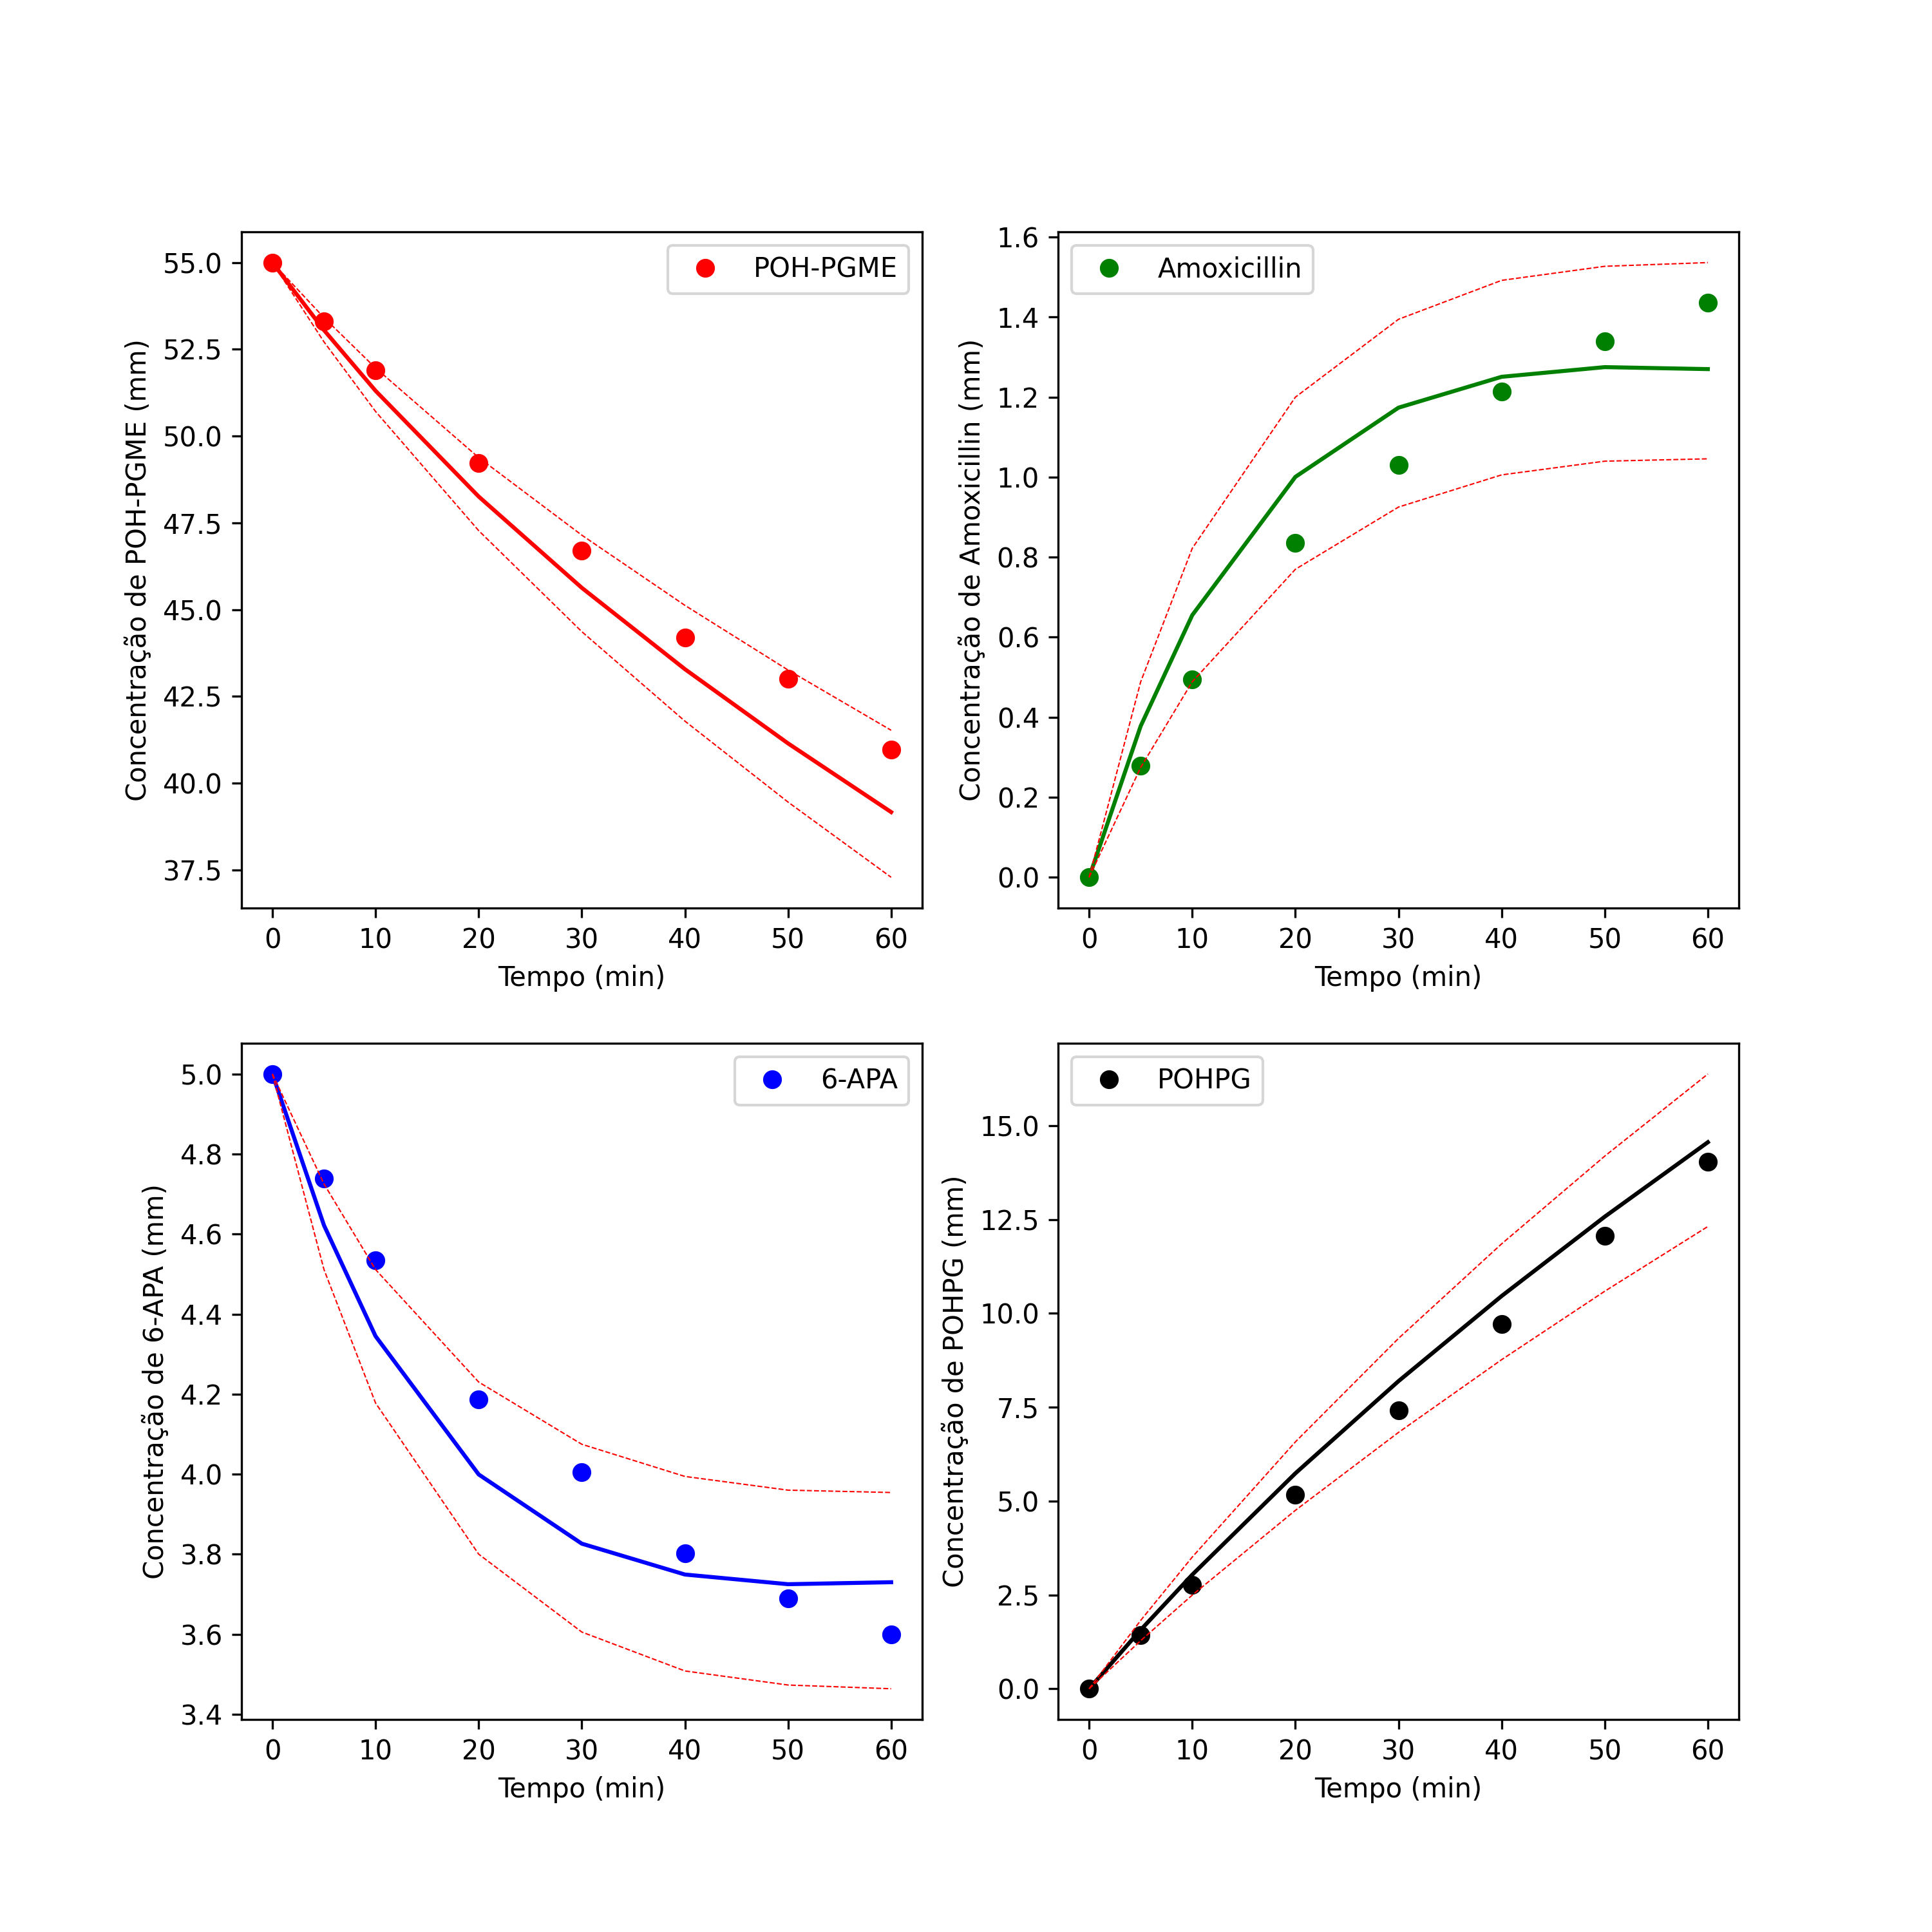 POH-PGME
Concentração de POH-PGME (mm)
55.0
52.5
50.0
47.5
45.0
42.5
40.0
37.5
0 10 20 30 40 50 60
Tempo (min)
Amoxicillin
Concentração de Amoxicillin (mm)
1.6
1.4
1.2
1.0
0.8
0.6
0.4
0.2
0.0
0 10 20 30 40 50 60
Tempo (min)
6-APA
Concentração de 6-APA (mm)
5.0
4.8
4.6
4.4
4.2
4.0
3.8
3.6
3.4
0 10 20 30 40 50 60
Tempo (min)
POHPG
Concentração de POHPG (mm)
15.0
12.5
10.0
7.5
5.0
2.5
0.0
0 10 20 30 40 50 60
Tempo (min)